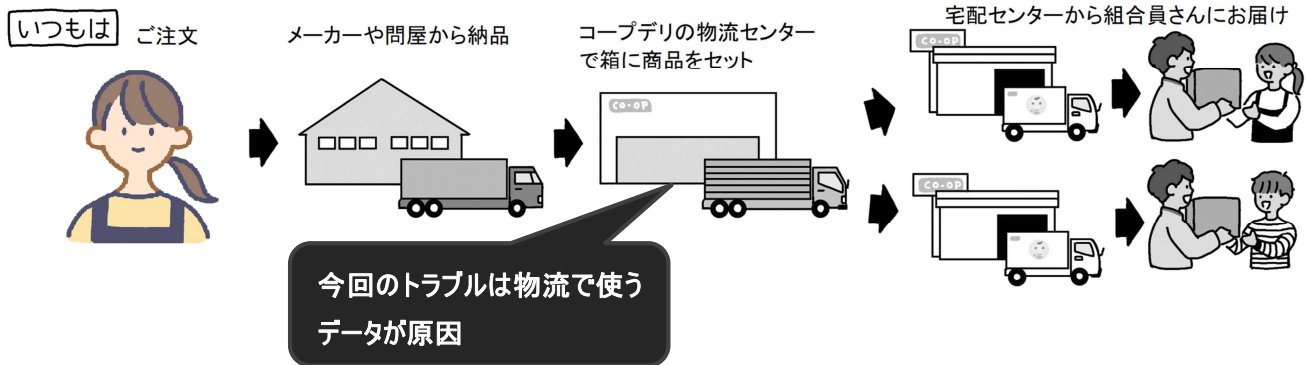 いつもは
ご注文
メーカーや問屋から納品
コープデリの物流センター
で箱に商品をセット
宅配センターから組合員さんにお届け
CO-OP
CO-OP
CO-OP
今回のトラブルは物流で使う
データが原因